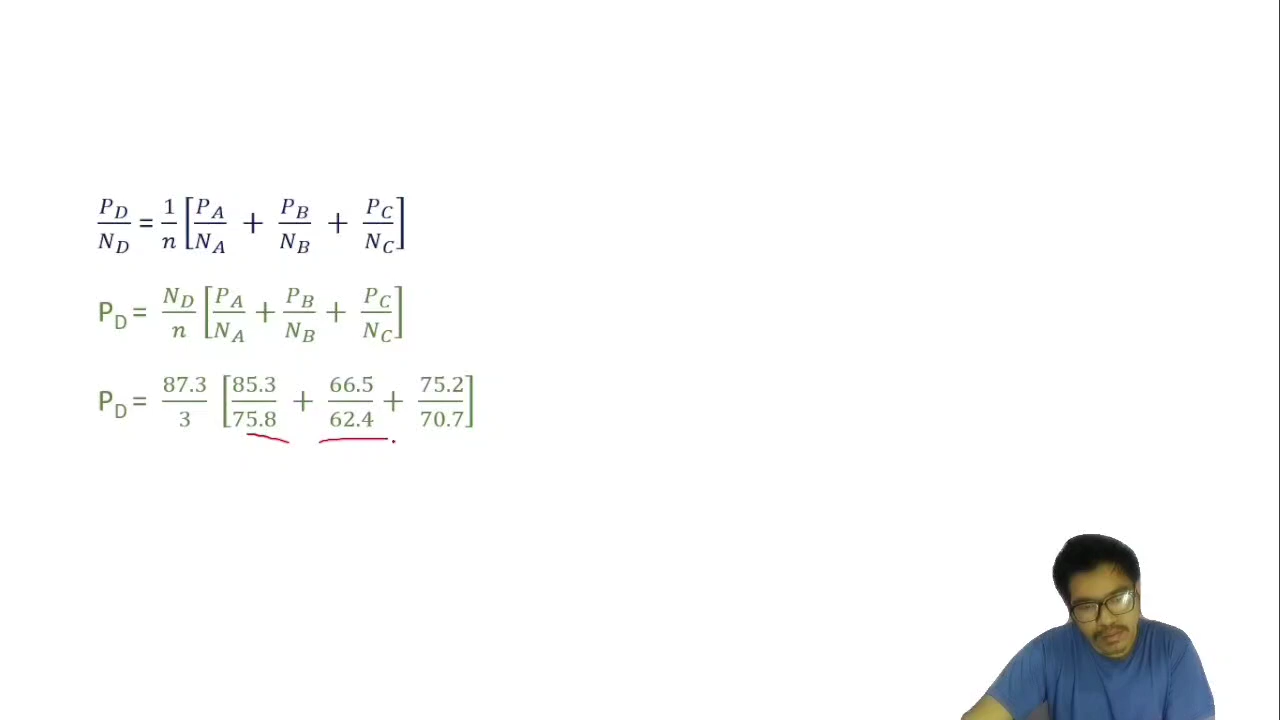 P_D/N_D = 1/n [P_A/N_A + P_B/N_B + P_C/N_C]
P_D = N_D/n [P_A/N_A + P_B/N_B + P_C/N_C]
P_D = 87.3/3 [85.3/75.8 + 66.5/62.4 + 75.2/70.7]